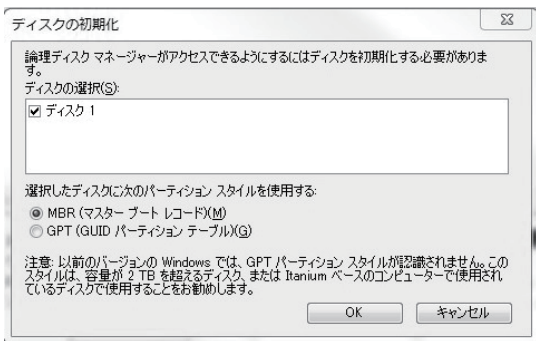 ディスクの初期化
論理ディスク マネージャーがアクセスできるようにするにはディスクを初期化する必要がありま
す。
ディスクの選択(S):
ディスク 1
選択したディスクに次のパーティション スタイルを使用する:
MBR (マスター ブート レコード)(M)
GPT (GUID パーティション テーブル)(G)
注意: 以前のバージョンの Windows では、GPT パーティション スタイルが認識されません。この
スタイルは、容量が 2 TB を超えるディスク、または Itanium ベースのコンピューターで使用され
ているディスクで使用することをお勧めします。
OK
キャンセル